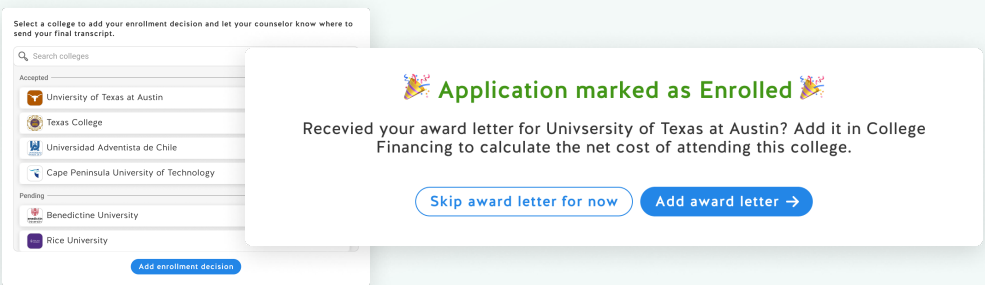 Select a college to add your enrollment decision and let your counselor know where to
send your final transcript.
Search colleges
Accepted
Unviersity of Texas at Austin
Texas College
Universidad Adventista de Chile
Cape Peninsula University of Technology
Pending
Benedictine University
Rice University
Add enrollment decision
Application marked as Enrolled
Recevied your award letter for Univsersity of Texas at Austin? Add it in College
Financing to calculate the net cost of attending this college.
Skip award letter for now
Add award letter →